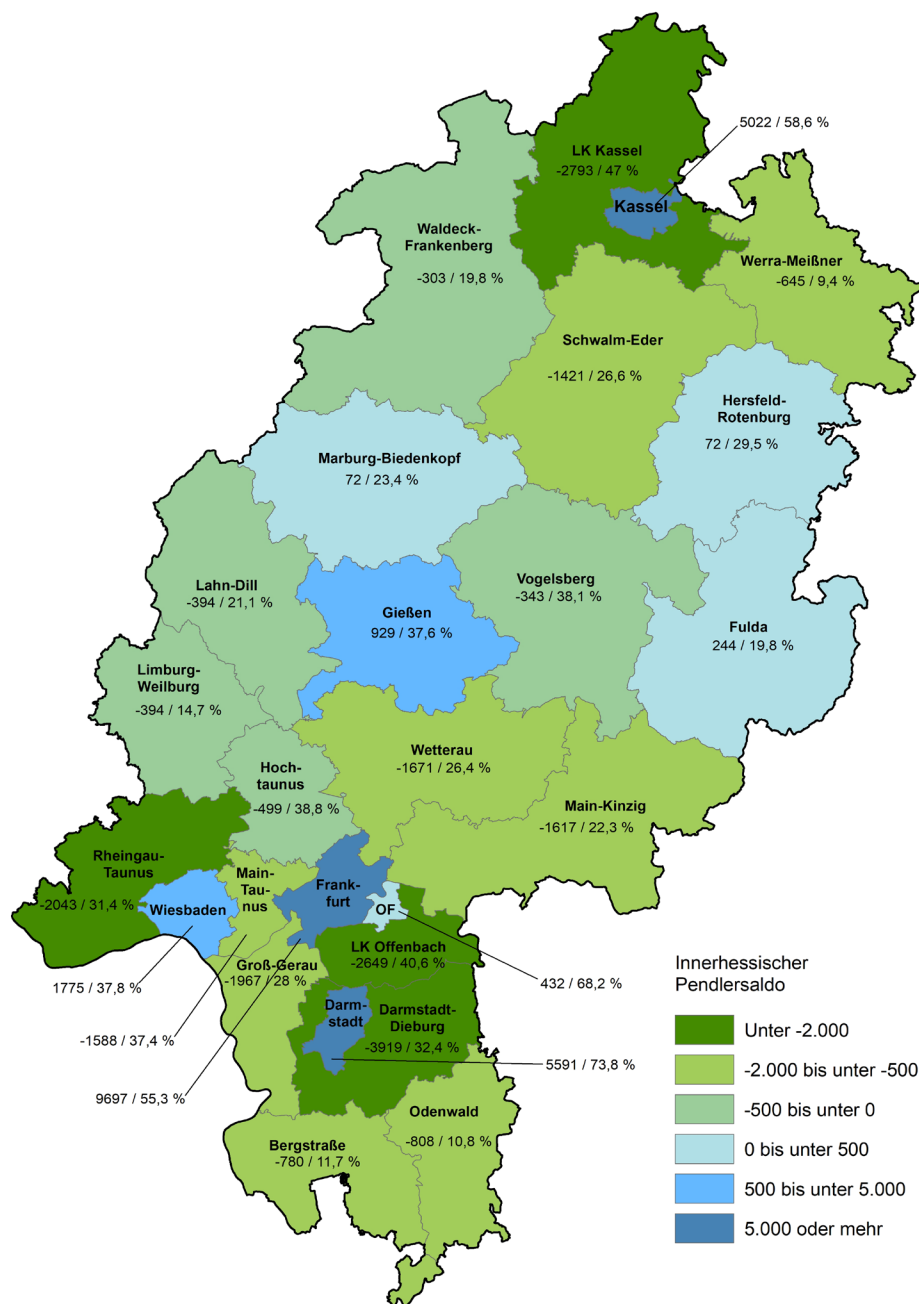 5022 / 58,6 %
LK Kassel
-2793 / 47 %
Kassel
Waldeck-
Frankenberg
-303 / 19,8 %
Werra-Meißner
-645 / 9,4 %
Schwalm-Eder
-1421 / 26,6 %
Hersfeld-
Rotenburg
72 / 29,5 %
Marburg-Biedenkopf
72 / 23,4 %
Lahn-Dill
-394 / 21,1 %
Vogelsberg
-343 / 38,1 %
Gießen
929 / 37,6 %
Fulda
244 / 19,8 %
Limburg-
Weilburg
-394 / 14,7 %
Wetterau
-1671 / 26,4 %
Hoch-
taunus
-499 / 38,8 %
Main-Kinzig
-1617 / 22,3 %
Rheingau-
Taunus
-2043 / 31,4 %
Main-
Tau-
nus
Frank-
furt
Wiesbaden
OF
LK Offenbach
-2649 / 40,6 %
Groß-Gerau
-1967 / 28 %
1775 / 37,8 %
432 / 68,2 %
Darm-
stadt
Darmstadt-
Dieburg
-3919 / 32,4 %
-1588 / 37,4 %
5591 / 73,8 %
9697 / 55,3 %
Odenwald
-808 / 10,8 %
Bergstraße
-780 / 11,7 %
Innerhessischer
Pendlersaldo
Unter -2.000
-2.000 bis unter -500
-500 bis unter 0
0 bis unter 500
500 bis unter 5.000
5.000 oder mehr